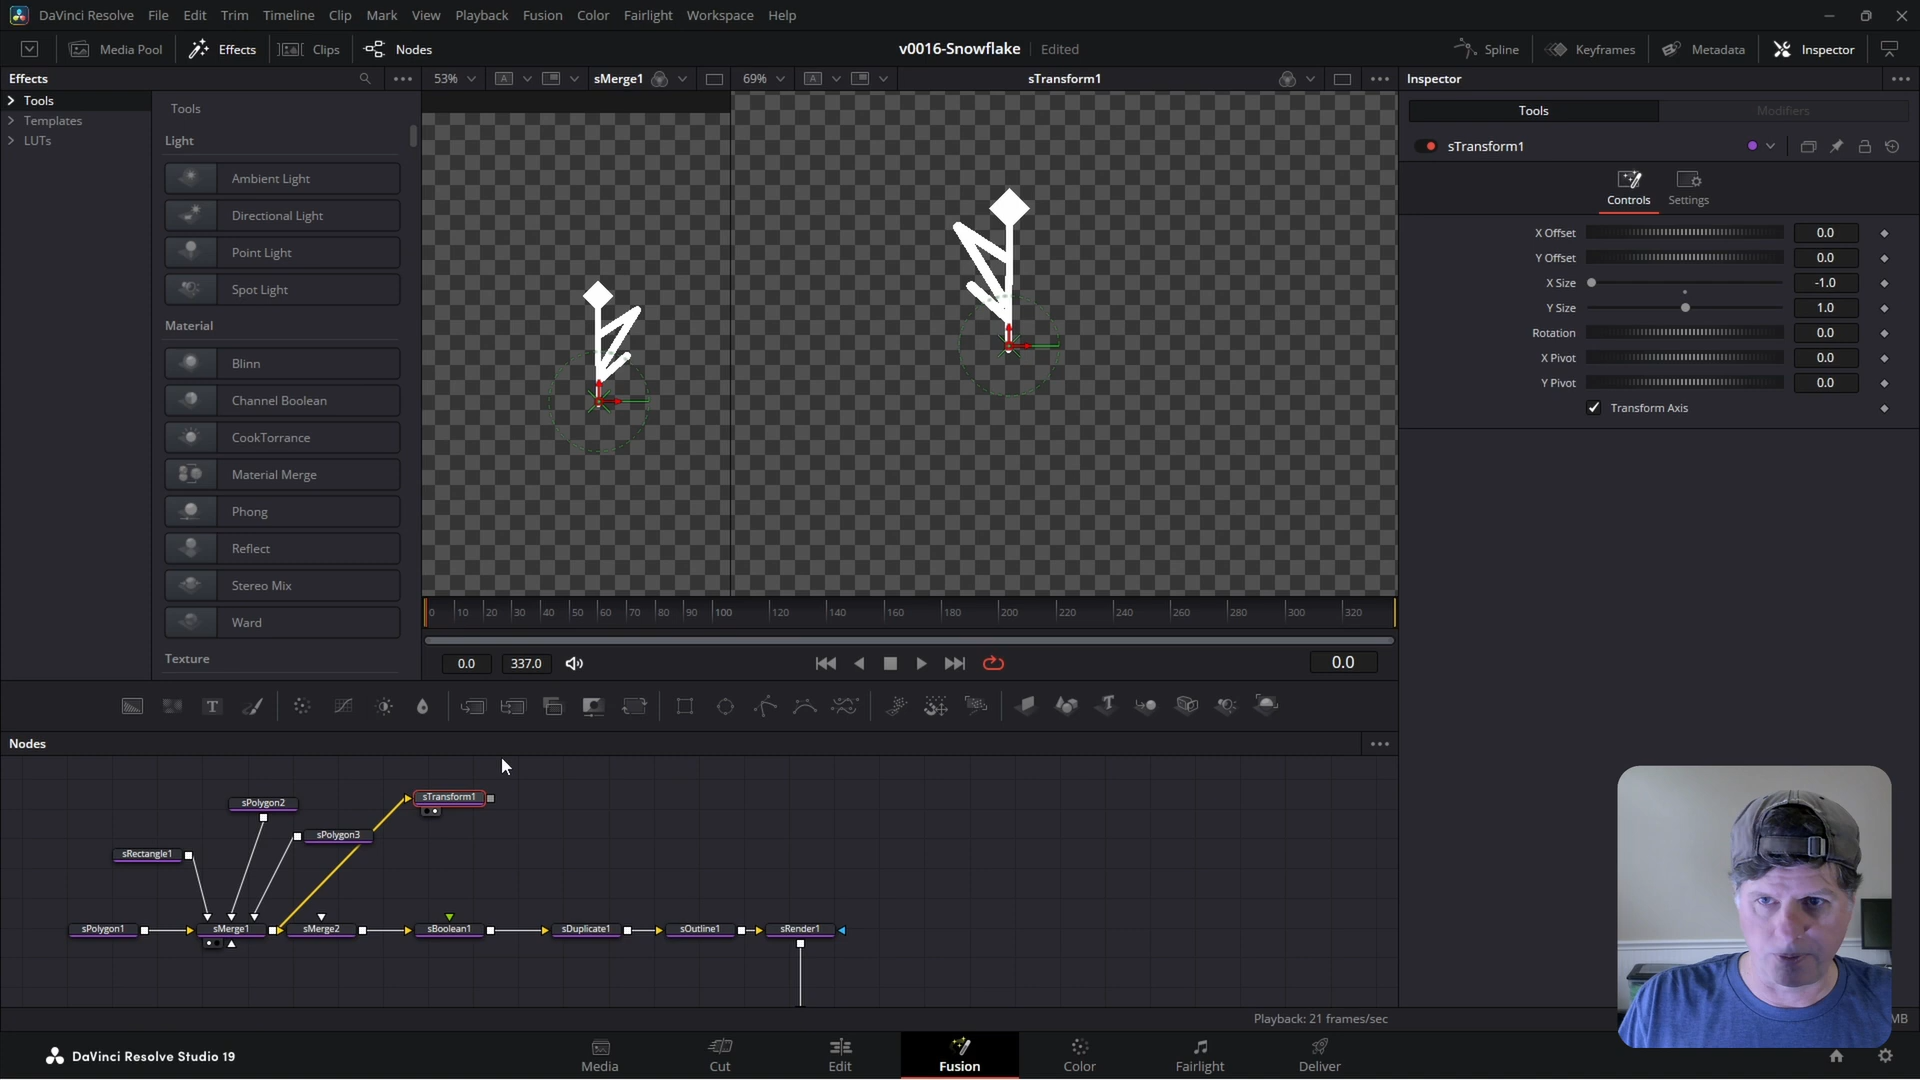 DaVinci Resolve File Edit Trim Timeline Clip Mark View Playback Fusion Color Fairlight Workspace Help
Media Pool Effects Clips Nodes v0016-Snowflake Edited Spline Keyframes Metadata Inspector
Effects 53% A sMerge1 69% A sTransform1 Inspector
Tools
Templates
LUTs
Tools
Light
Ambient Light
Directional Light
Point Light
Spot Light
Material
Blinn
Channel Boolean
CookTorrance
Material Merge
Phong
Reflect
Stereo Mix
Ward
Texture
Tools Modifiers
sTransform1
Controls Settings
X Offset 0.0
Y Offset 0.0
X Size -1.0
Y Size 1.0
Rotation 0.0
X Pivot 0.0
Y Pivot 0.0
Transform Axis
0 10 20 30 40 50 60 70 80 90 100 120 140 160 180 200 220 240 260 280 300 320
0.0 337.0 0.0
T T
Nodes
sTransform1
sPolygon2
sPolygon3
sRectangle1
sPolygon1 sMerge1 sMerge2 sBoolean1 sDuplicate1 sOutline1 sRender1
Playback: 21 frames/sec MB
DaVinci Resolve Studio 19
Media Cut Edit Fusion Color Fairlight Deliver